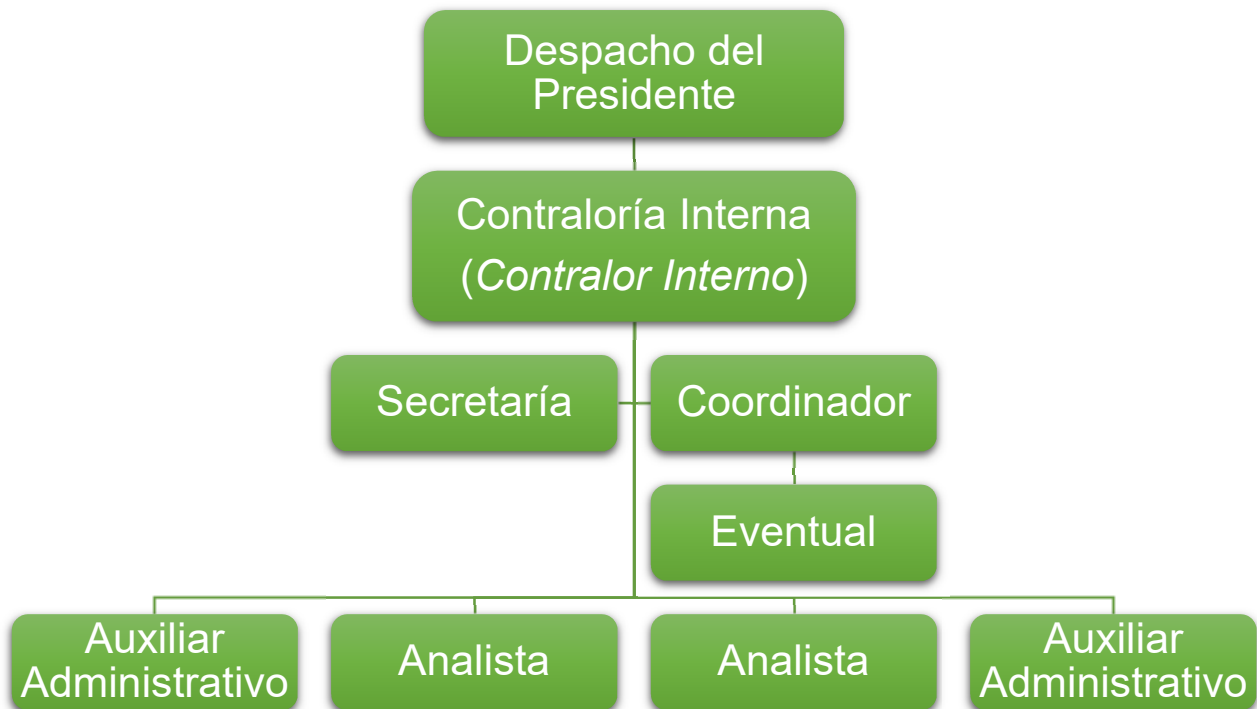 Despacho del
Presidente
Contraloría Interna
(Contralor Interno)
Secretaría
Coordinador
Eventual
Auxiliar
Administrativo
Analista
Analista
Auxiliar
Administrativo